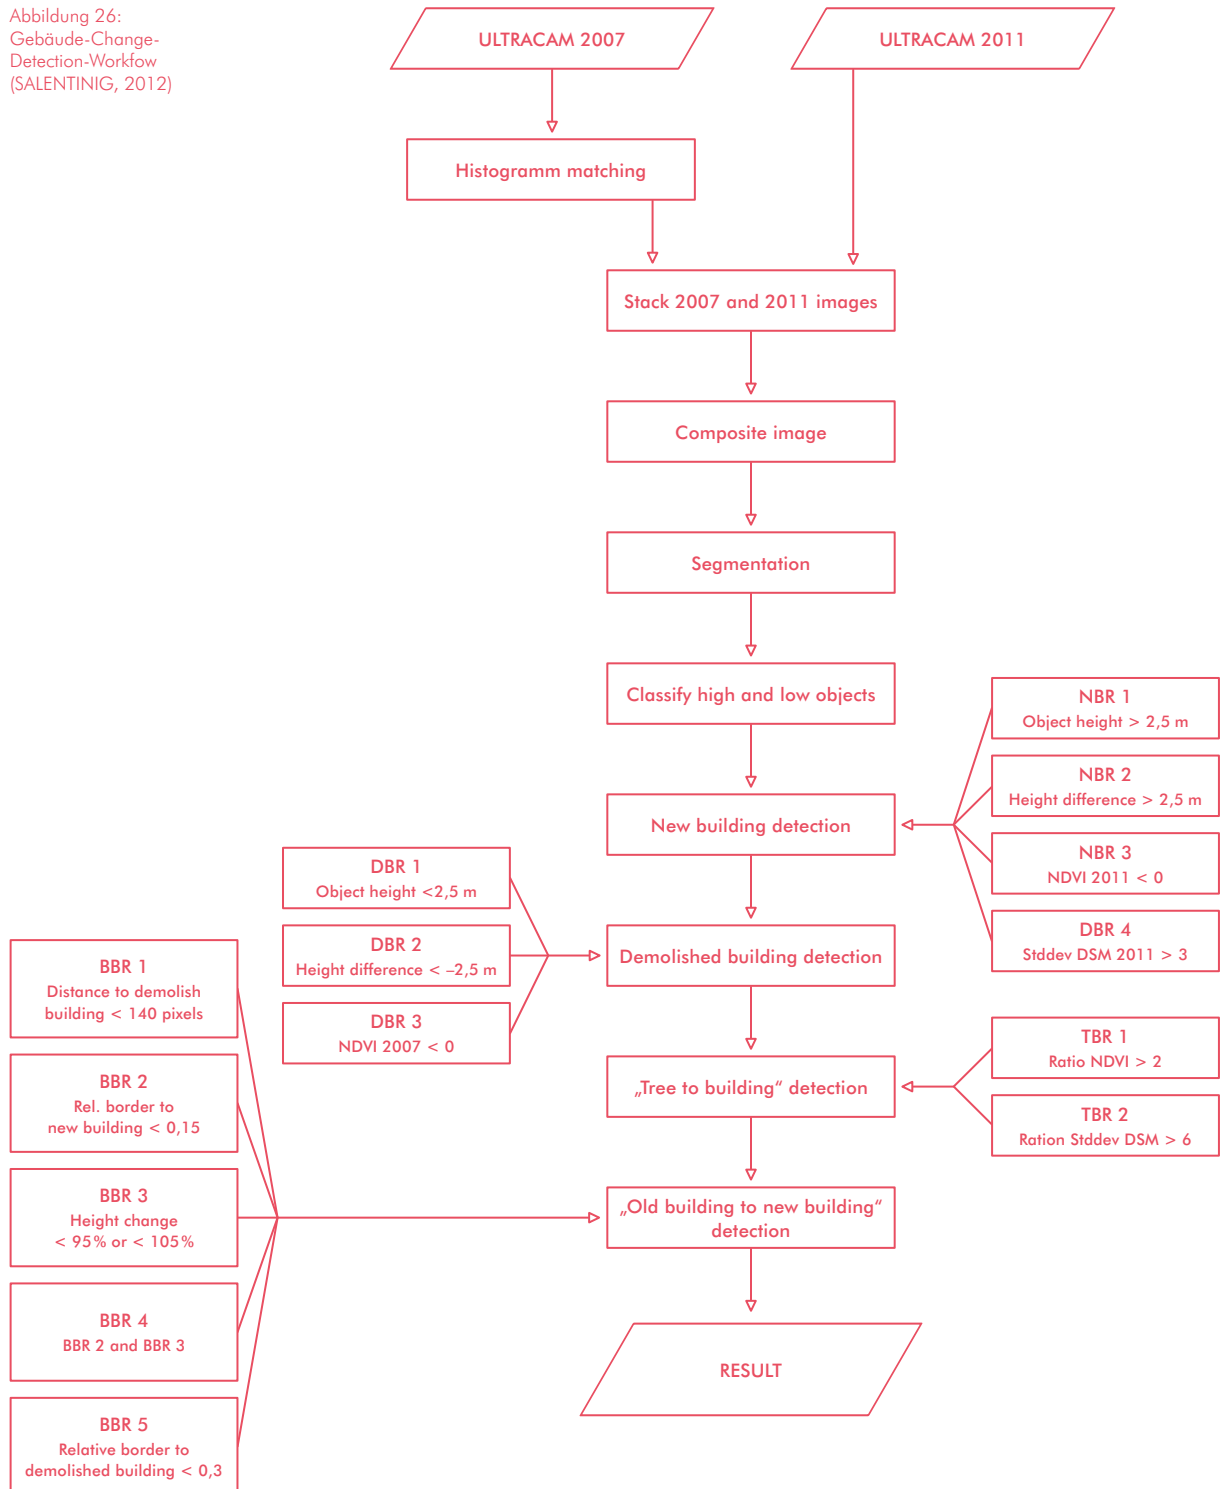 Abbildung 26:
Gebäude-Change-
Detection-Workfow
(SALENTINIG, 2012)
ULTRACAM 2007
ULTRACAM 2011
Histogramm matching
Stack 2007 and 2011 images
Composite image
Segmentation
Classify high and low objects
NBR 1
Object height > 2,5 m
NBR 2
Height difference > 2,5 m
New building detection
NBR 3
NDVI 2011 < 0
DBR 4
Stddev DSM 2011 > 3
DBR 1
Object height <2,5 m
DBR 2
Height difference < –2,5 m
DBR 3
NDVI 2007 < 0
Demolished building detection
TBR 1
Ratio NDVI > 2
TBR 2
Ration Stddev DSM > 6
„Tree to building“ detection
BBR 1
Distance to demolish
building < 140 pixels
BBR 2
Rel. border to
new building < 0,15
BBR 3
Height change
< 95% or < 105%
BBR 4
BBR 2 and BBR 3
BBR 5
Relative border to
demolished building < 0,3
„Old building to new building“
detection
RESULT